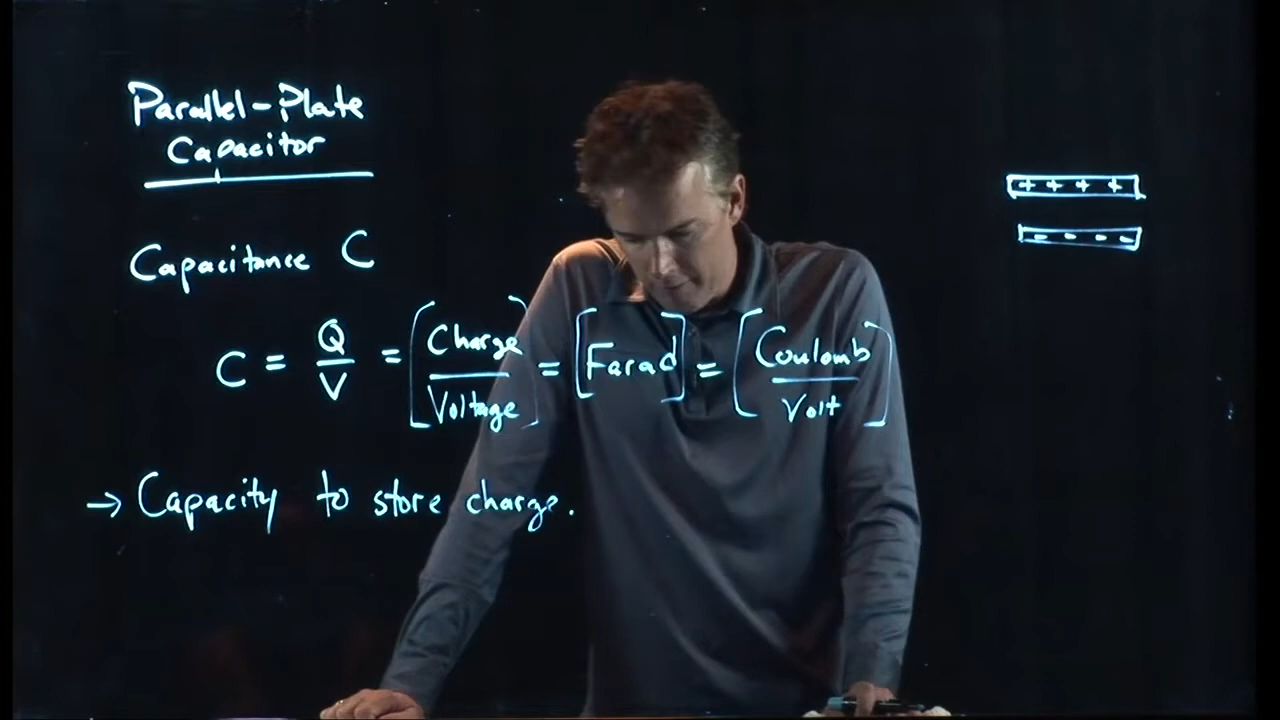 Parallel-Plate
Capacitor
+ + + +
- - - -
Capacitance C
C = Q/V = [Charge/Voltage] = [Farad] = [Coulomb/Volt]
→ Capacity to store charge.